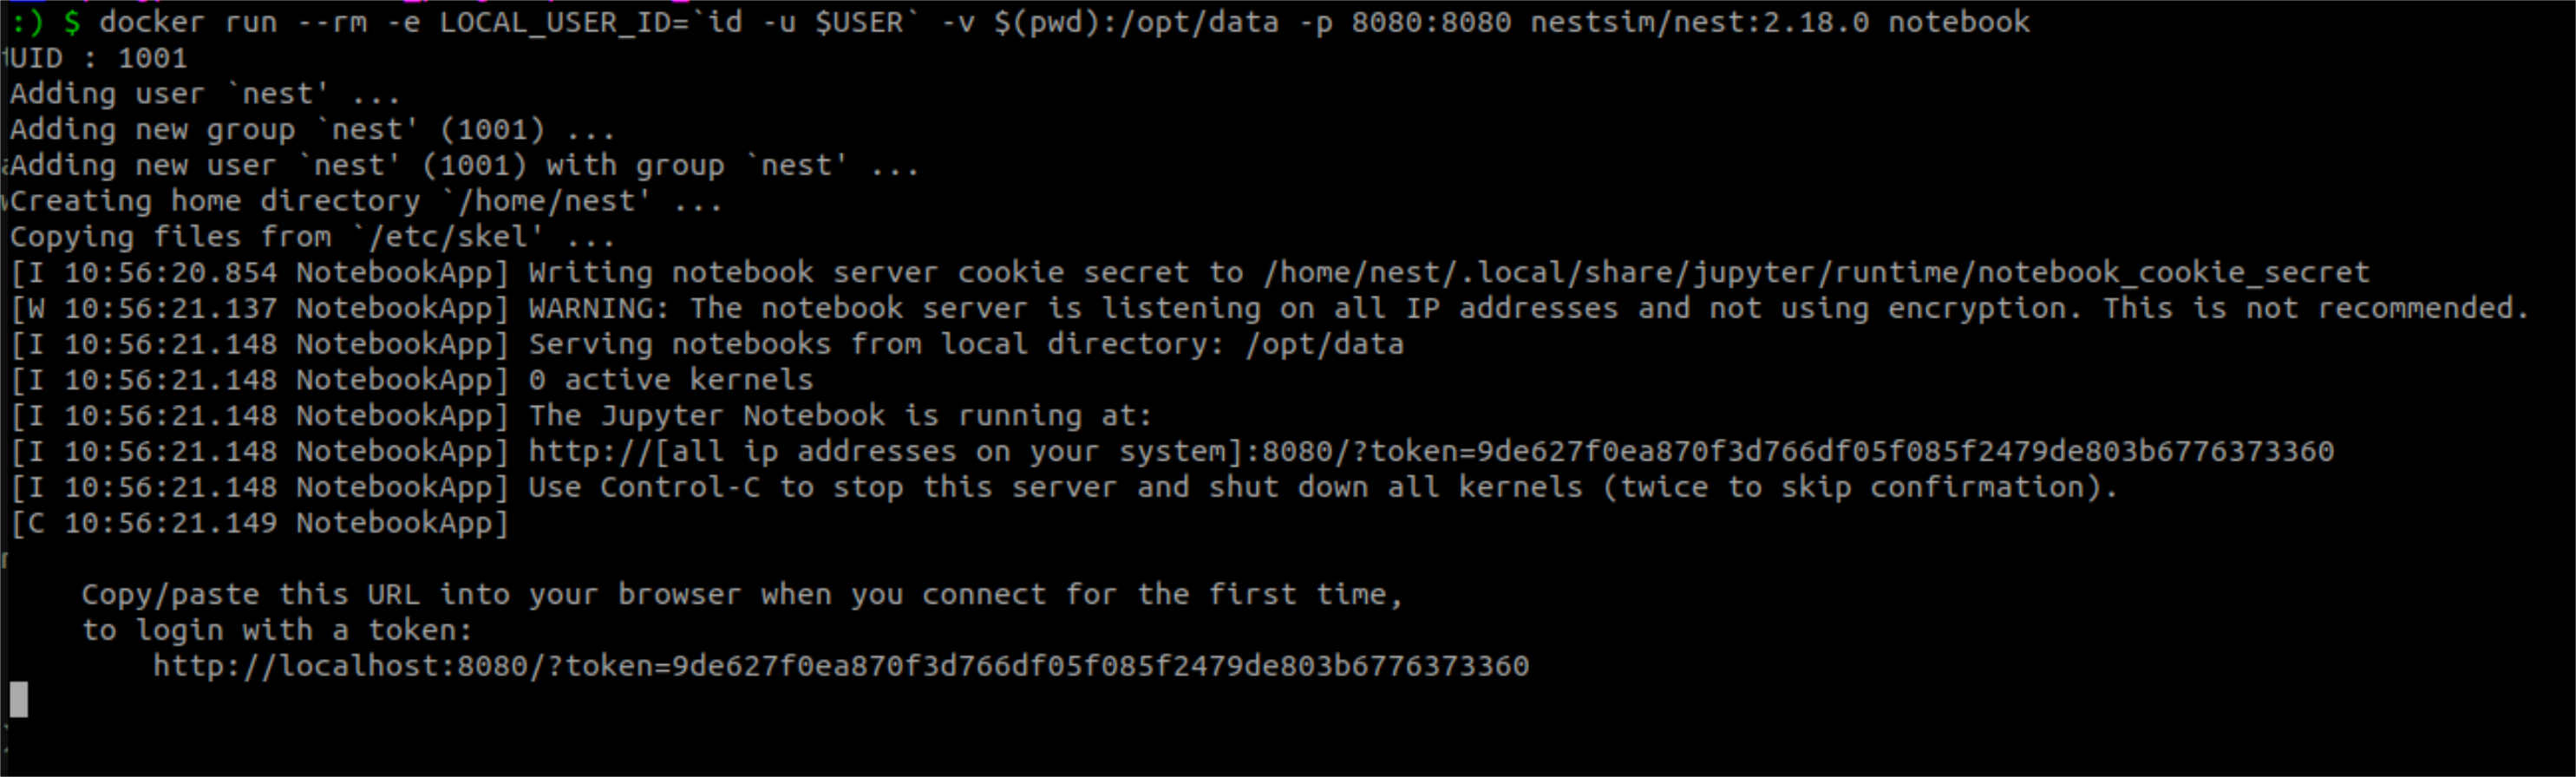 :) $ docker run --rm -e LOCAL_USER_ID=`id -u $USER` -v $(pwd):/opt/data -p 8080:8080 nestsim/nest:2.18.0 notebook
UID : 1001
Adding user `nest' ...
Adding new group `nest' (1001) ...
Adding new user `nest' (1001) with group `nest' ...
Creating home directory `/home/nest' ...
Copying files from `/etc/skel' ...
[I 10:56:20.854 NotebookApp] Writing notebook server cookie secret to /home/nest/.local/share/jupyter/runtime/notebook_cookie_secret
[W 10:56:21.137 NotebookApp] WARNING: The notebook server is listening on all IP addresses and not using encryption. This is not recommended.
[I 10:56:21.148 NotebookApp] Serving notebooks from local directory: /opt/data
[I 10:56:21.148 NotebookApp] 0 active kernels
[I 10:56:21.148 NotebookApp] The Jupyter Notebook is running at:
[I 10:56:21.148 NotebookApp] http://[all ip addresses on your system]:8080/?token=9de627f0ea870f3d766df05f085f2479de803b6776373360
[I 10:56:21.148 NotebookApp] Use Control-C to stop this server and shut down all kernels (twice to skip confirmation).
[C 10:56:21.149 NotebookApp]
Copy/paste this URL into your browser when you connect for the first time,
to login with a token:
http://localhost:8080/?token=9de627f0ea870f3d766df05f085f2479de803b6776373360